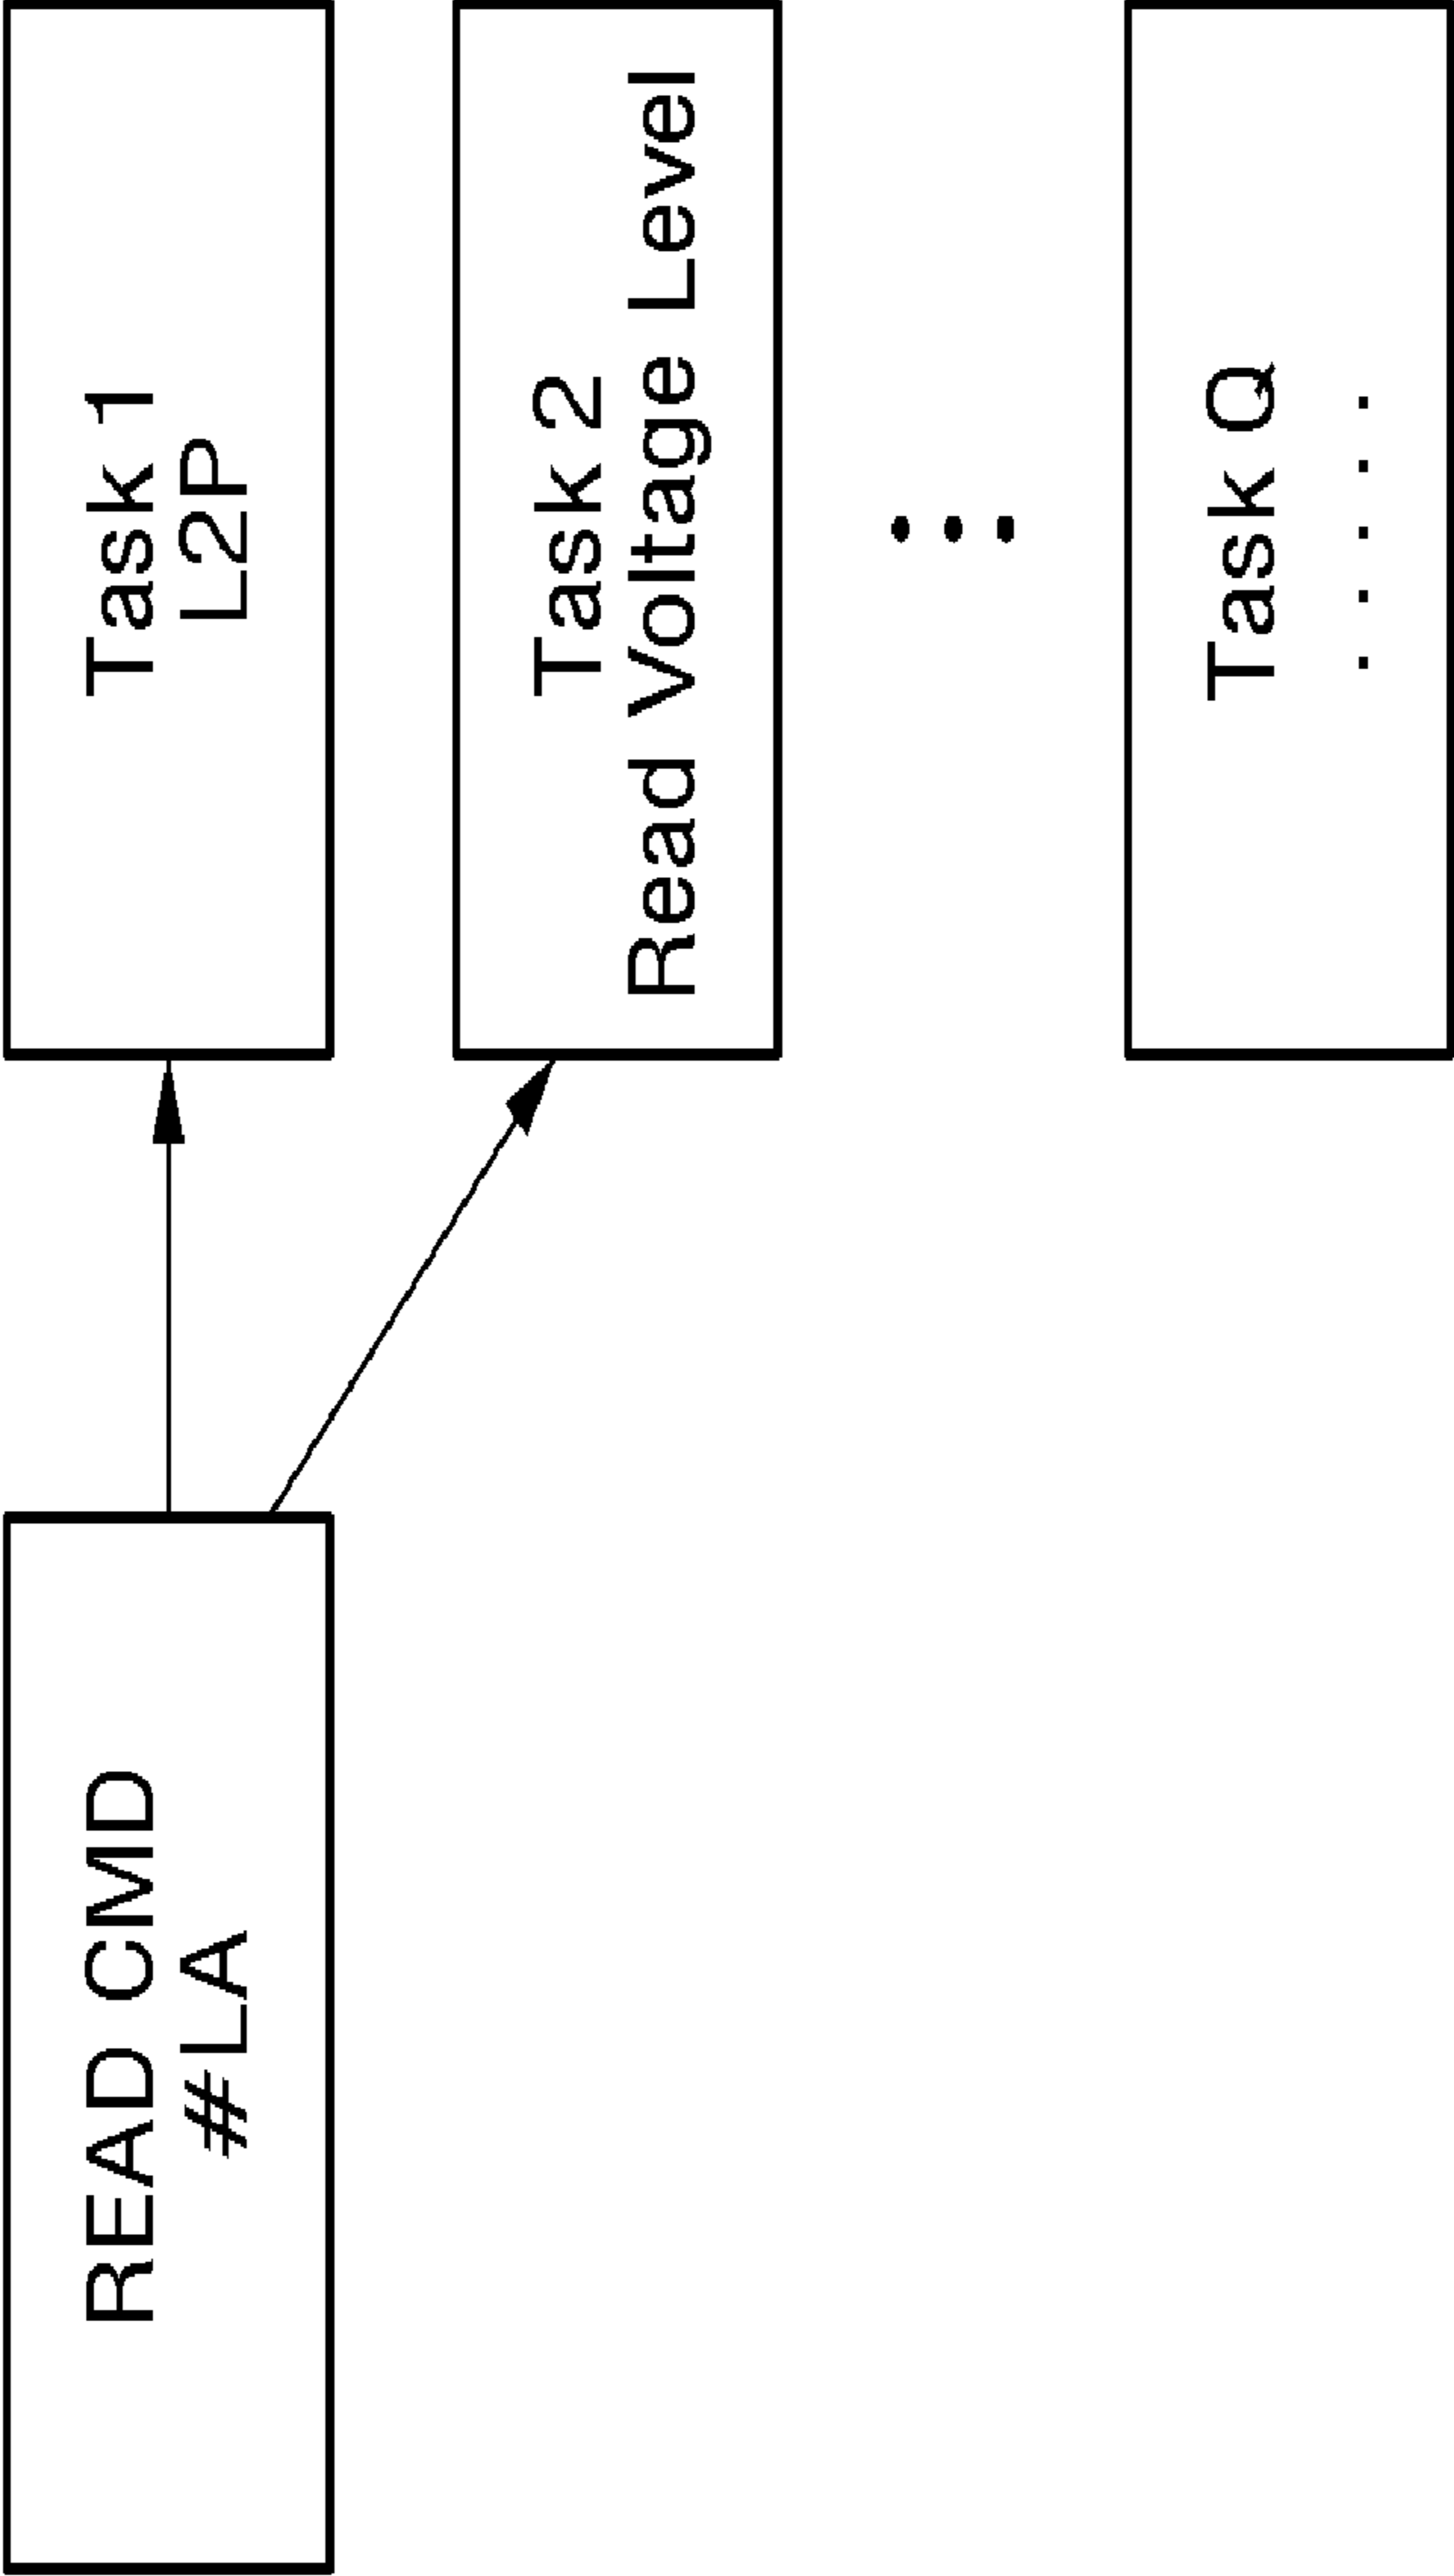 READ CMD
#LA
Task 1
L2P
Task 2
Read Voltage Level
Task Q
.....